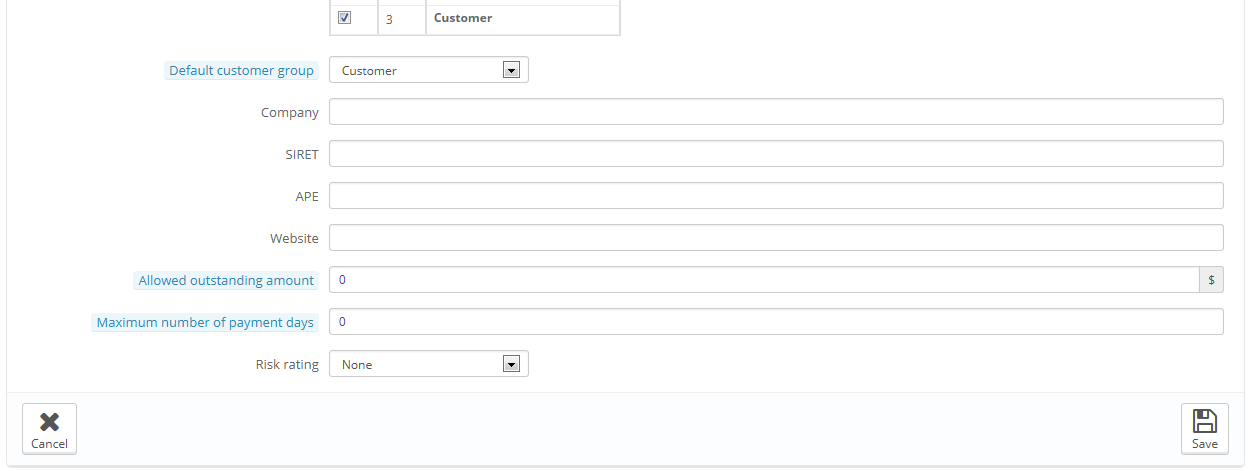 3 Customer
Default customer group Customer
Company
SIRET
APE
Website
Allowed outstanding amount 0 $
Maximum number of payment days 0
Risk rating None
Cancel Save